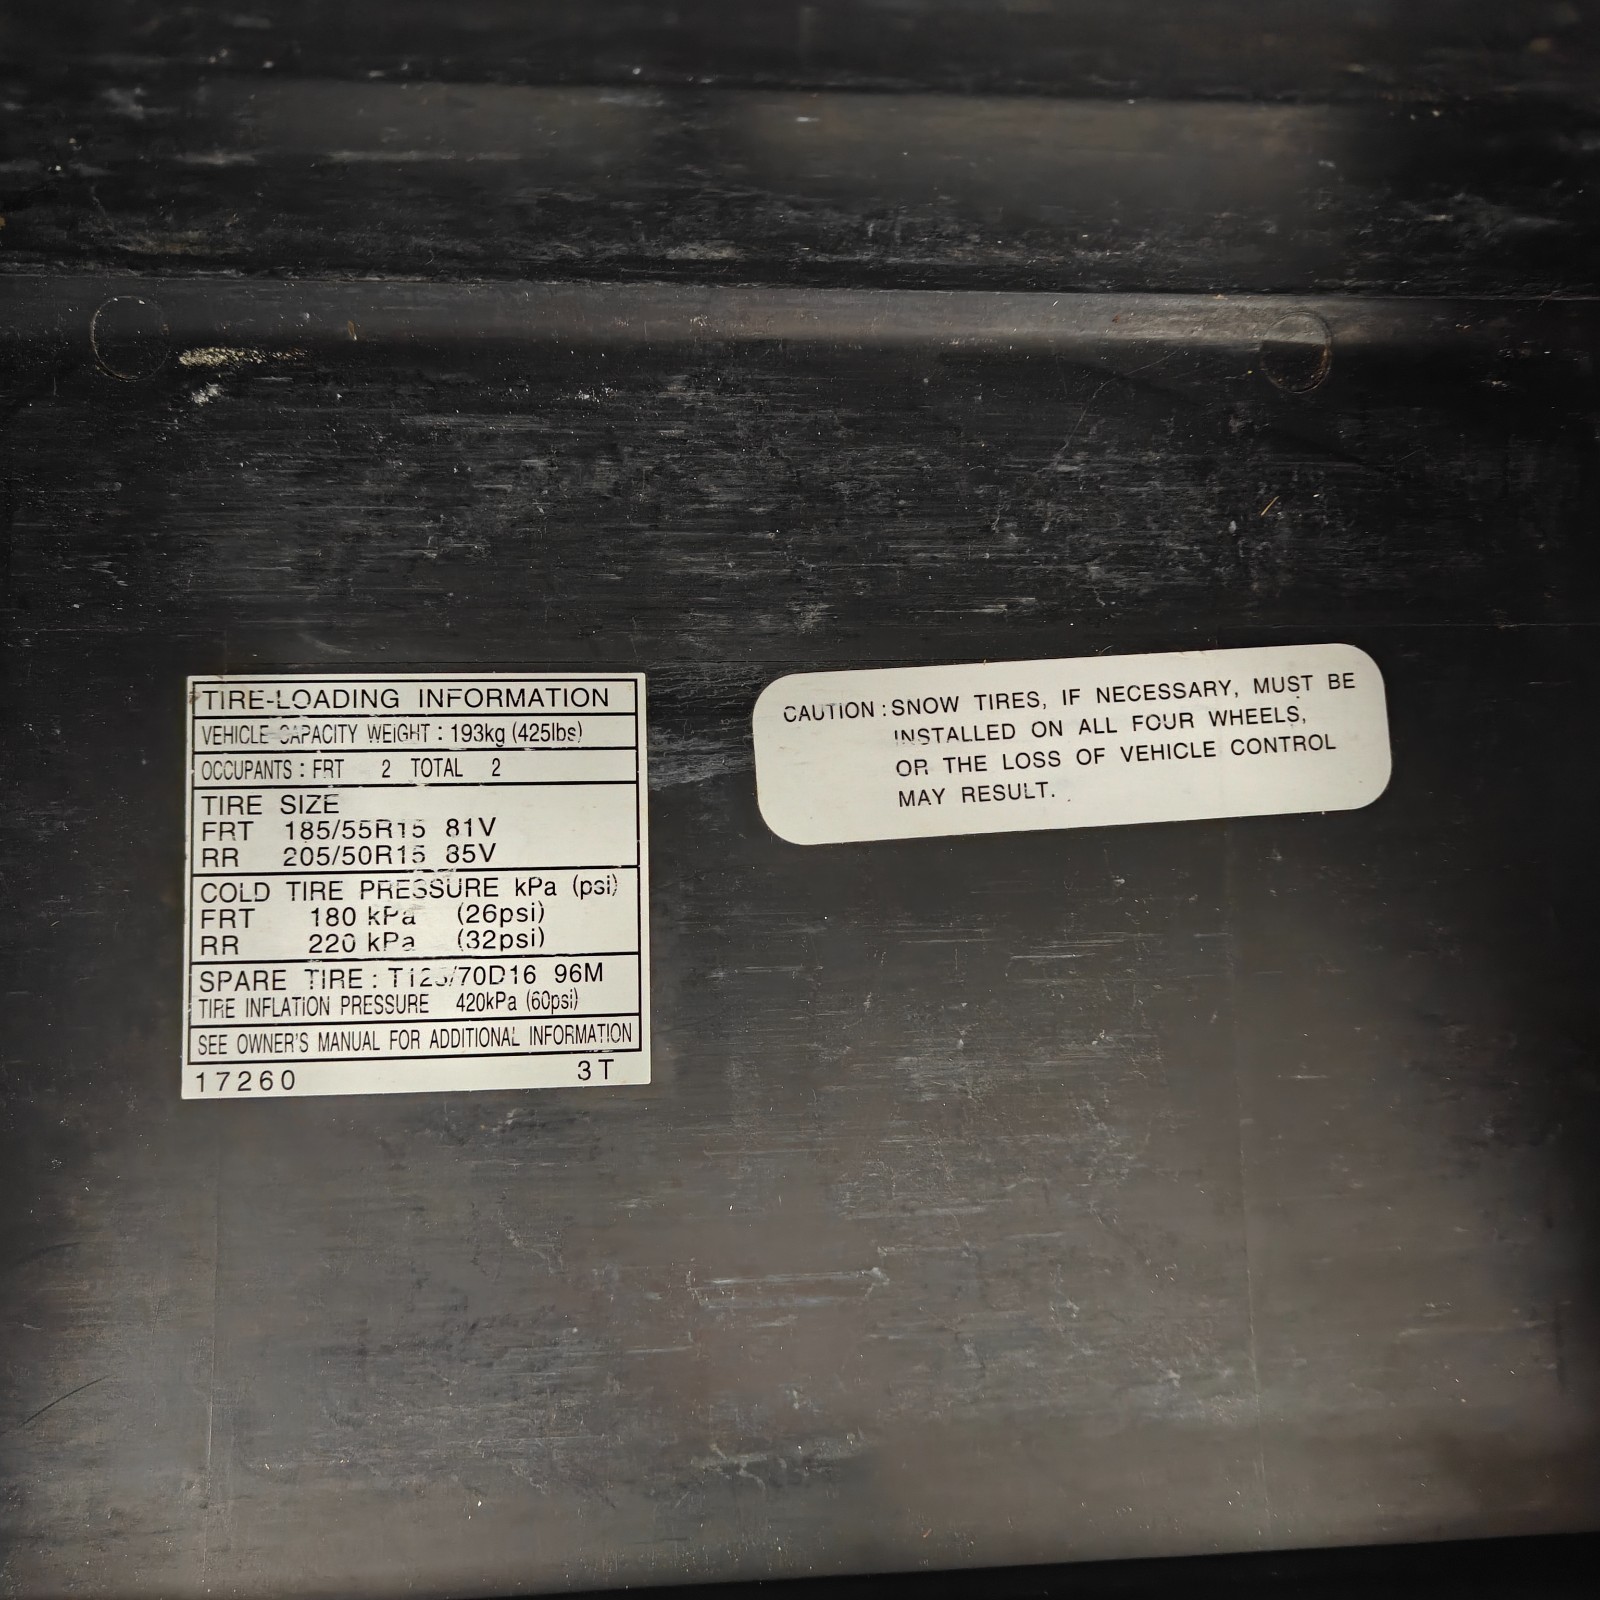 TIRE-LOADING INFORMATION
VEHICLE CAPACITY WEIGHT : 193kg (425lbs)
OCCUPANTS : FRT 2 TOTAL 2
TIRE SIZE
FRT 185/55R15 81V
RR 205/50R15 85V
COLD TIRE PRESSURE kPa (psi)
FRT 180 kPa (26psi)
RR 220 kPa (32psi)
SPARE TIRE : 96M
TIRE INFLATION PRESSURE 420kPa (60psi)
SEE OWNER'S MANUAL FOR ADDITIONAL INFORMATION
17260 3T
CAUTION : SNOW TIRES, IF NECESSARY, MUST BE
INSTALLED ON ALL FOUR WHEELS,
OR THE LOSS OF VEHICLE CONTROL
MAY RESULT.